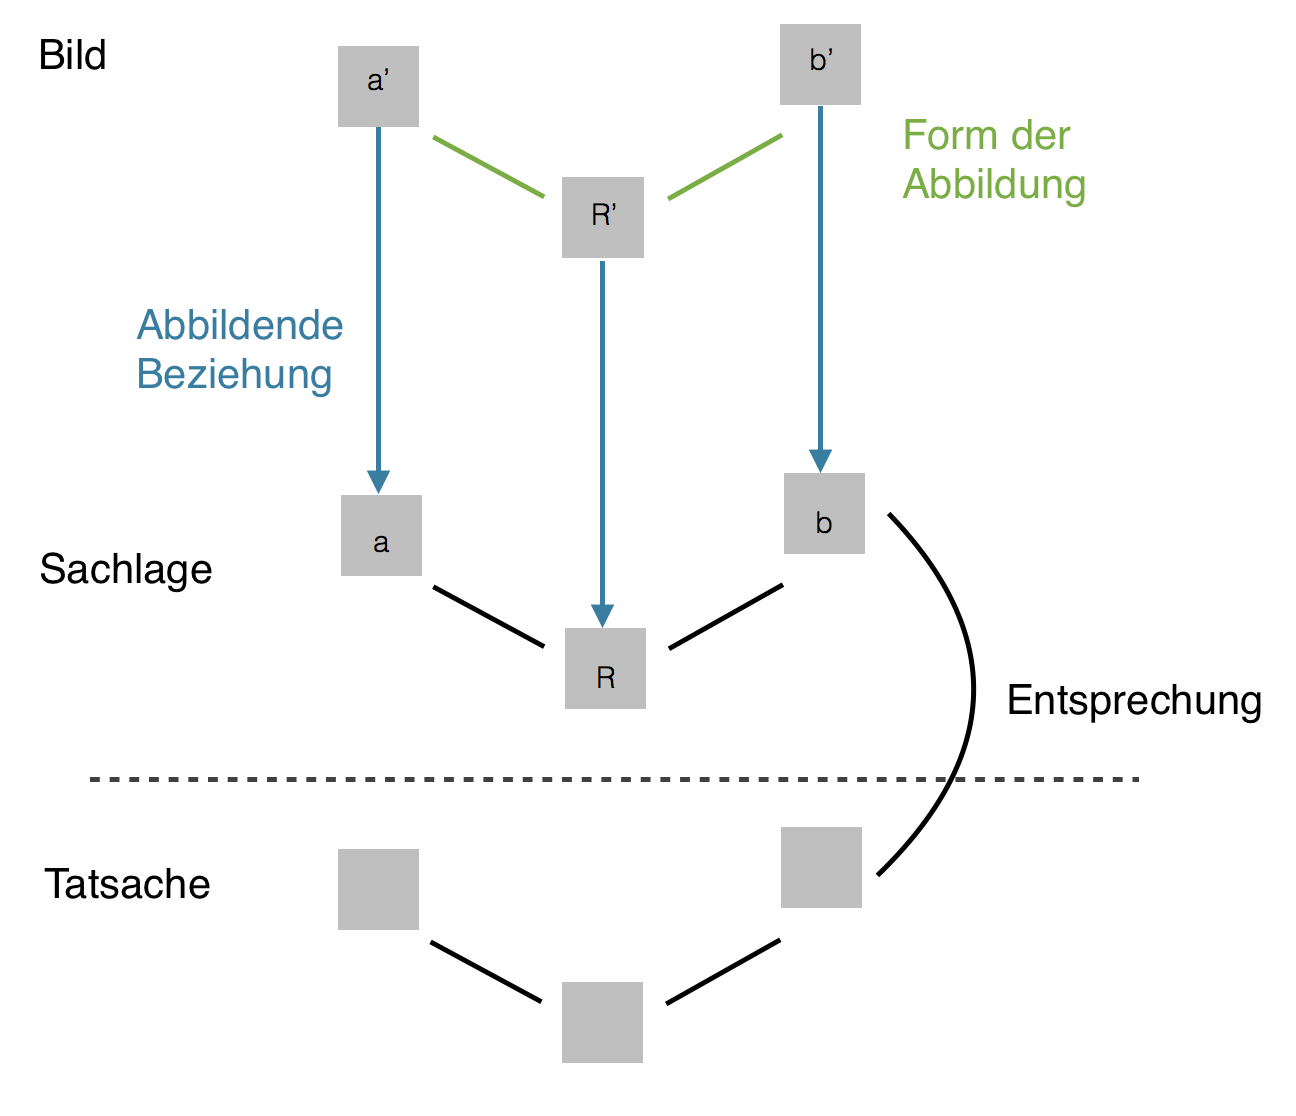 Bild
a’
b’
Form der
Abbildung
R’
Abbildende
Beziehung
a
b
Sachlage
R
Entsprechung
Tatsache